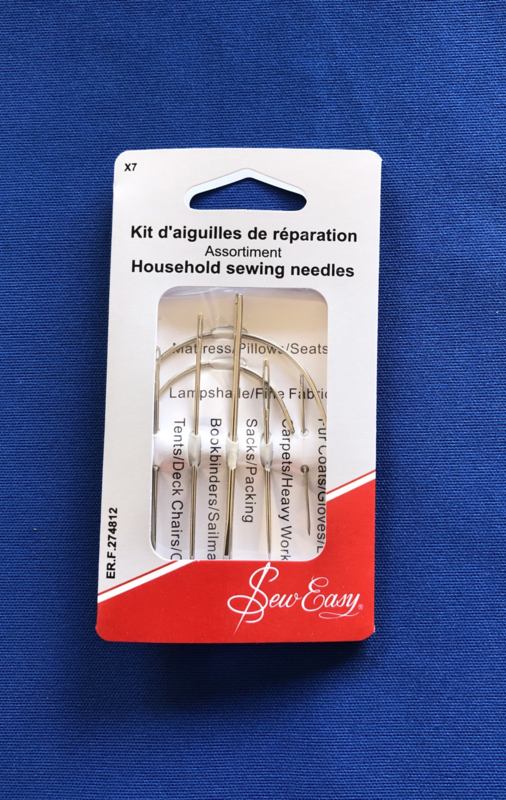 X7
Kit d'aiguilles de réparation
Assortiment
Household sewing needles
Mattress/Pillows/Seats
Lampshade/Fine Fabric
Tents/Deck Chairs/C
Bookbinders/Sailma
Sacks/Packing
Carpets/Heavy Work
Fur Coats/Gloves/L
ER.F.274812
Sew Easy®